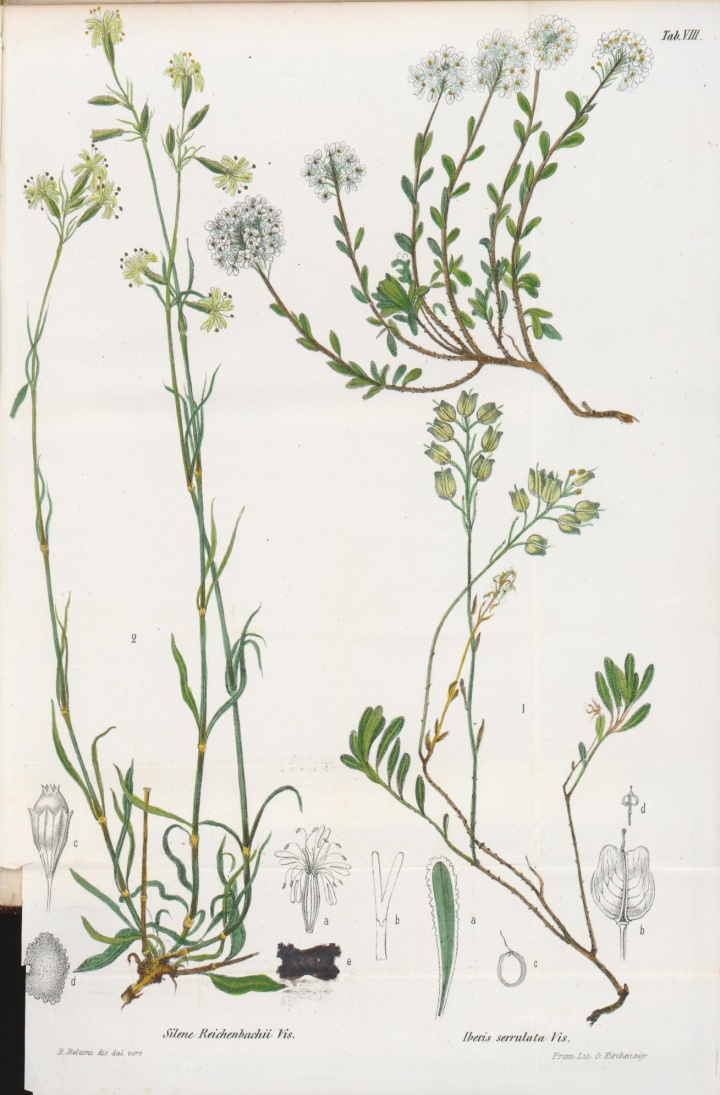 Tab. VIII.
2
1
c
d
a
b
a
b
e
c
d
Silene Reichenbachii Vis.
Iberis serrulata Vis.
B. Belzoni dis. dal vero
Prem. Lit. G. Kirchmayr